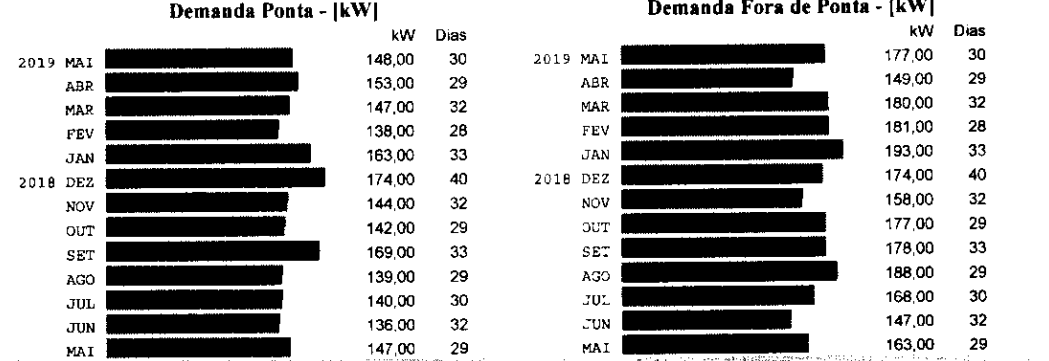 Demanda Ponta - [kW]
kW Dias
2019 MAI 148,00 30
ABR 153,00 29
MAR 147,00 32
FEV 138,00 28
JAN 163,00 33
2018 DEZ 174,00 40
NOV 144,00 32
OUT 142,00 29
SET 169,00 33
AGO 139,00 29
JUL 140,00 30
JUN 136,00 32
MAI 147,00 29
Demanda Fora de Ponta - [kW]
kW Dias
2019 MAI 177,00 30
ABR 149,00 29
MAR 180,00 32
FEV 181,00 28
JAN 193,00 33
2018 DEZ 174,00 40
NOV 158,00 32
OUT 177,00 29
SET 178,00 33
AGO 188,00 29
JUL 168,00 30
JUN 147,00 32
MAI 163,00 29